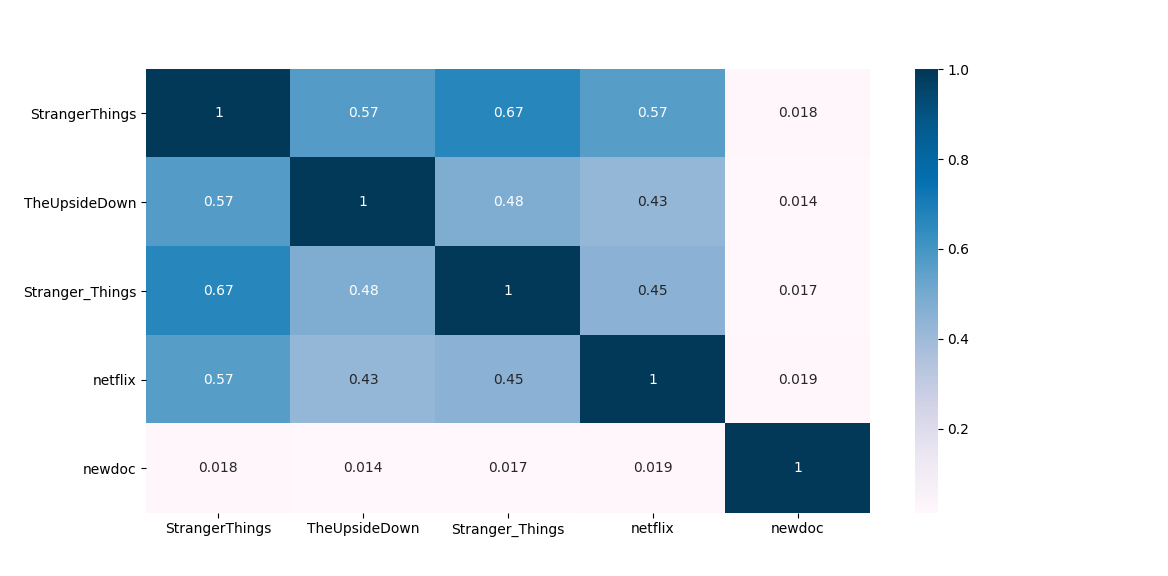 StrangerThings 1 0.57 0.67 0.57 0.018
TheUpsideDown 0.57 1 0.48 0.43 0.014
Stranger_Things 0.67 0.48 1 0.45 0.017
netflix 0.57 0.43 0.45 1 0.019
newdoc 0.018 0.014 0.017 0.019 1
StrangerThings TheUpsideDown Stranger_Things netflix newdoc
1.0
0.8
0.6
0.4
0.2